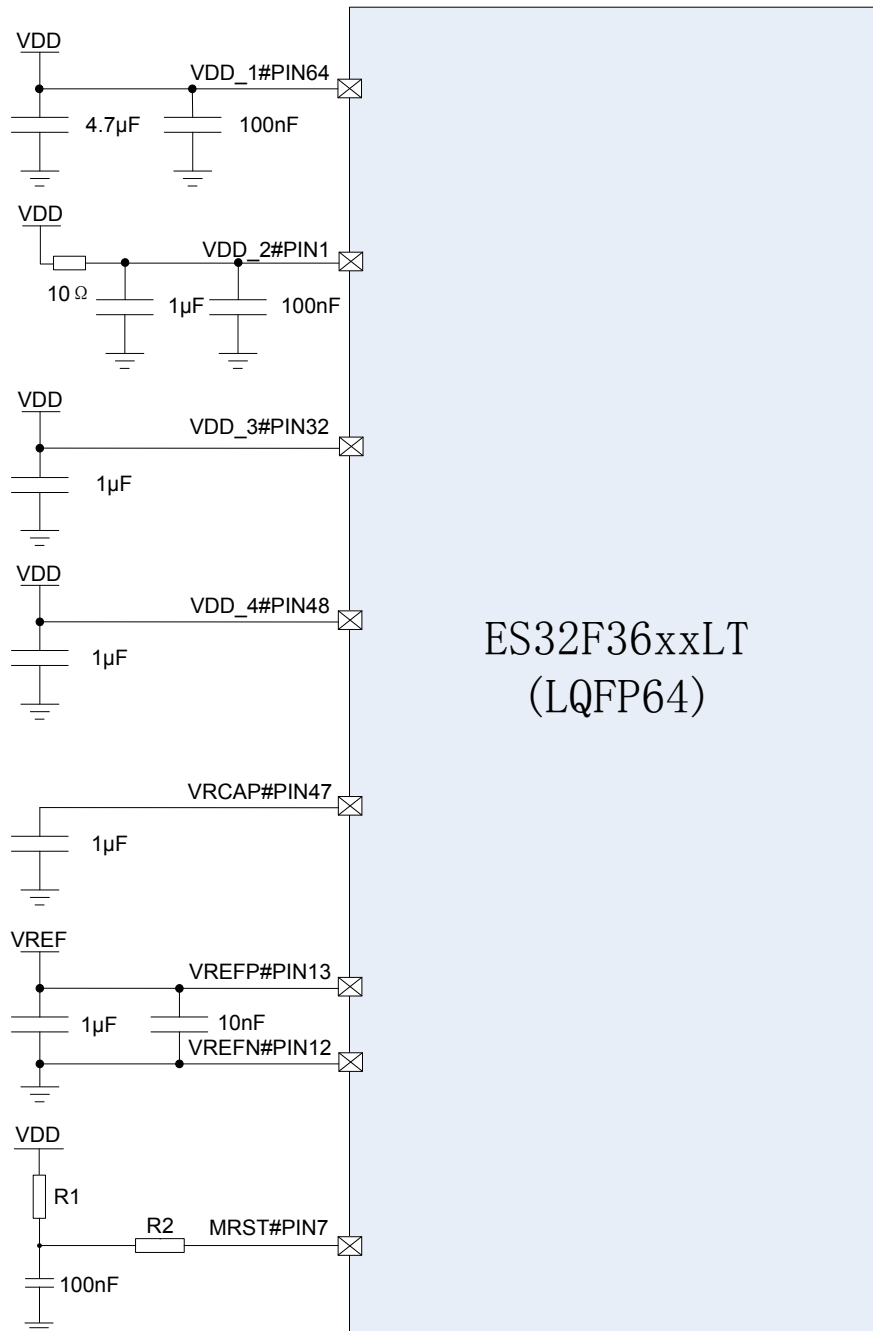 VDD
VDD_1#PIN64
4.7µF
100nF
VDD
VDD_2#PIN1
10Ω
1µF
100nF
VDD
VDD_3#PIN32
1µF
VDD
VDD_4#PIN48
1µF
ES32F36xxLT
(LQFP64)
VRCAP#PIN47
1µF
VREF
VREFP#PIN13
1µF
10nF
VREFN#PIN12
VDD
R1
R2
MRST#PIN7
100nF